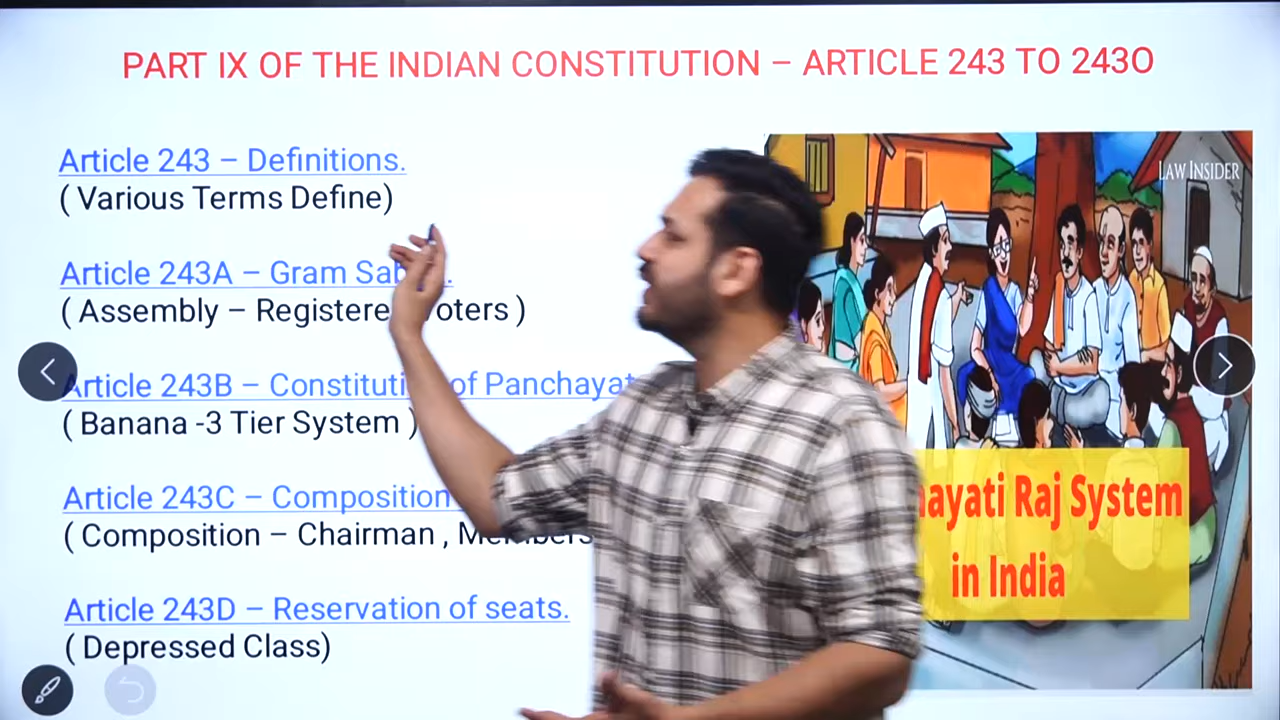 PART IX OF THE INDIAN CONSTITUTION – ARTICLE 243 TO 243O
Article 243 – Definitions.
( Various Terms Define)
Article 243A – Gram
( Assembly –
Article 243B – of
( Banana -3 Tier System )
Article 243C – Composition
( Composition – Chairman , Members
Article 243D – Reservation of seats.
( Depressed Class)
LAW INSIDER
Raj System
in India